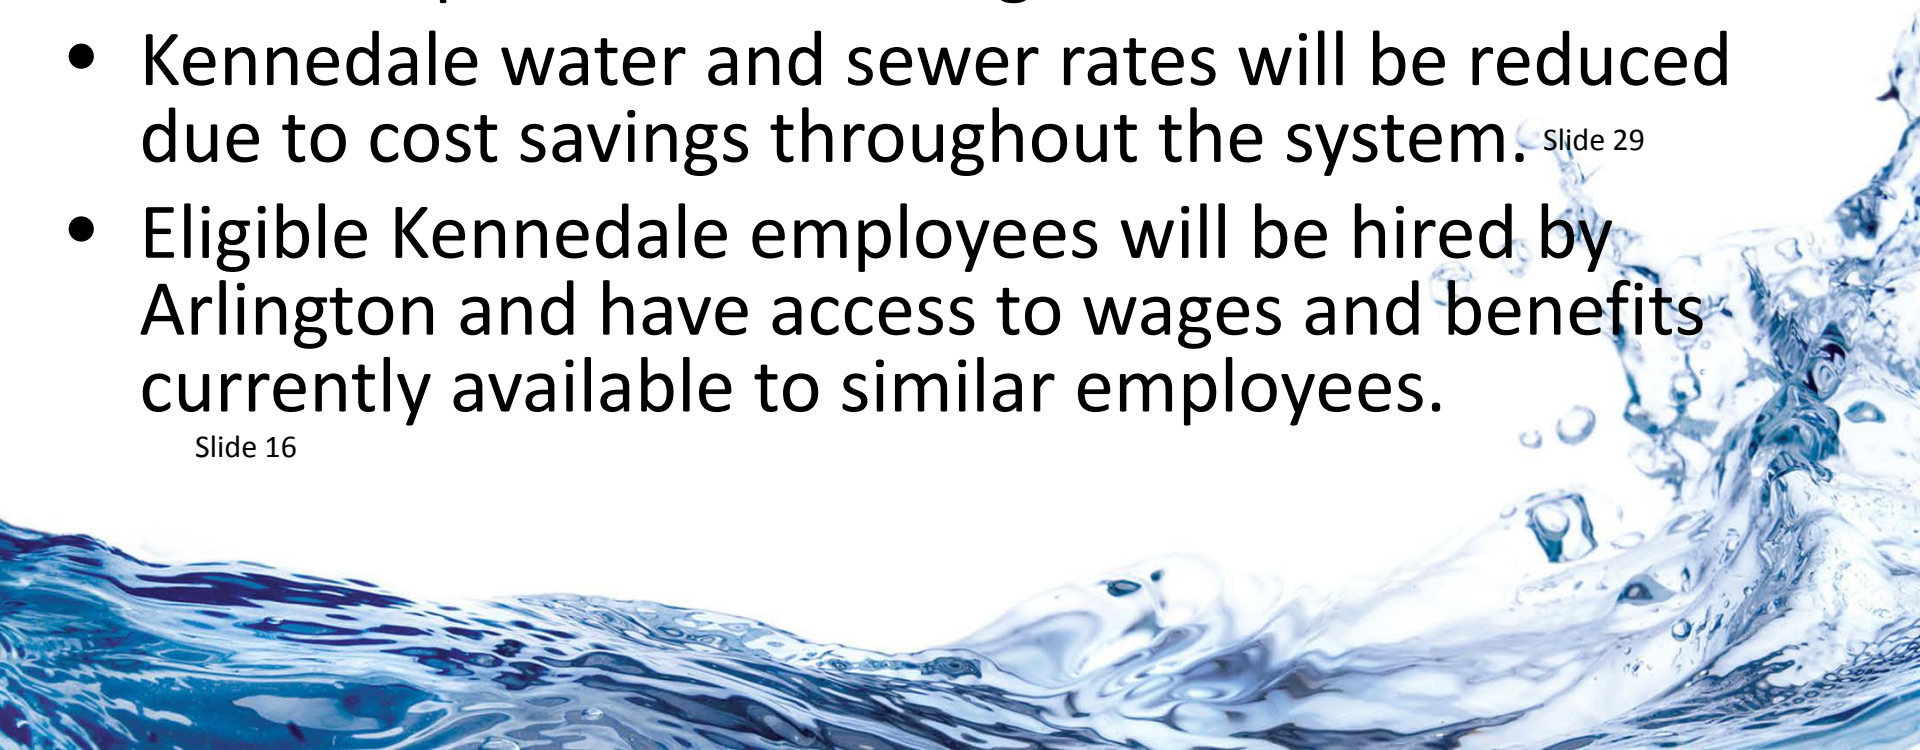 • Kennedale water and sewer rates will be reduced
due to cost savings throughout the system. Slide 29
• Eligible Kennedale employees will be hired by
Arlington and have access to wages and benefits
currently available to similar employees.
Slide 16